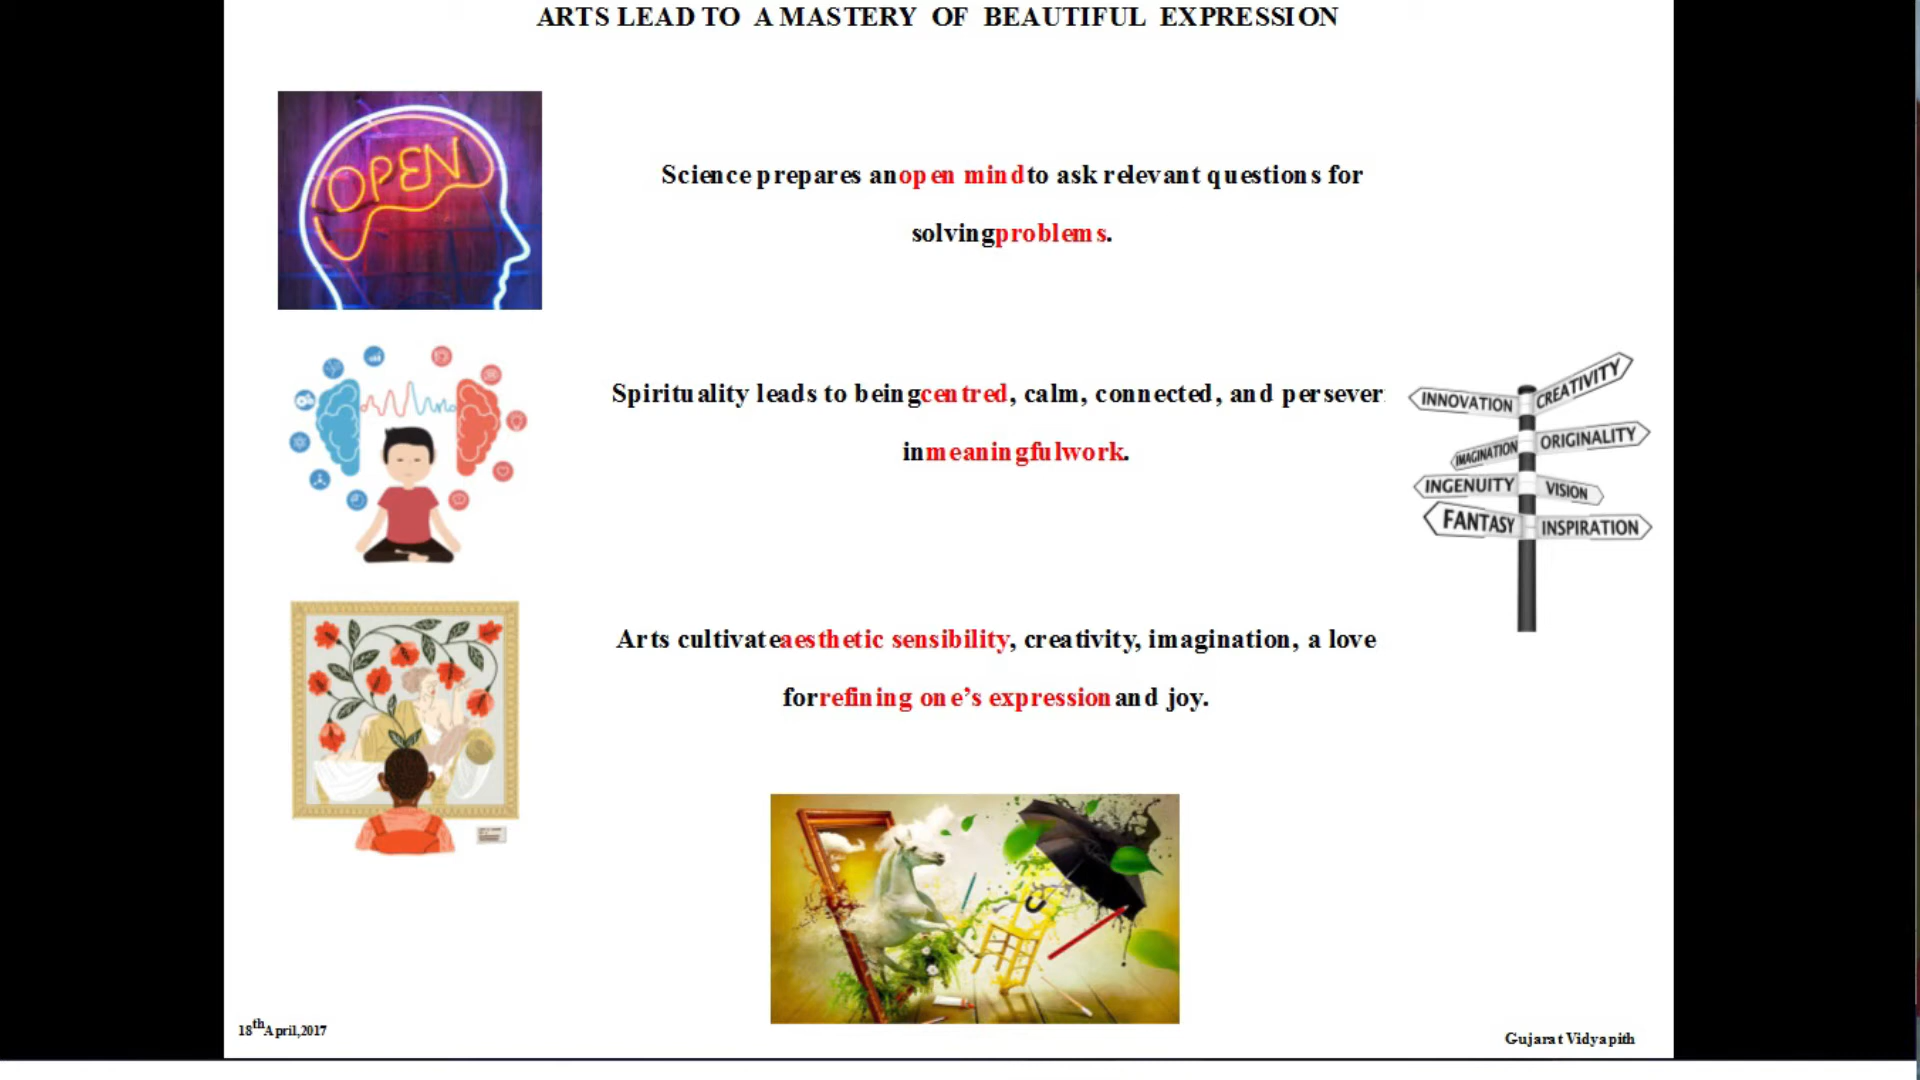 ARTS LEAD TO A MASTERY OF BEAUTIFUL EXPRESSION
OPEN
Science prepares an open mind to ask relevant questions for
solving problems.
Spirituality leads to being centred, calm, connected, and persever
in meaningful work.
INNOVATION
CREATIVITY
IMAGINATION
ORIGINALITY
INGENUITY
VISION
FANTASY
INSPIRATION
Arts cultivate aesthetic sensibility, creativity, imagination, a love
for refining one's expression and joy.
18th April,2017
Gujarat Vidyapith